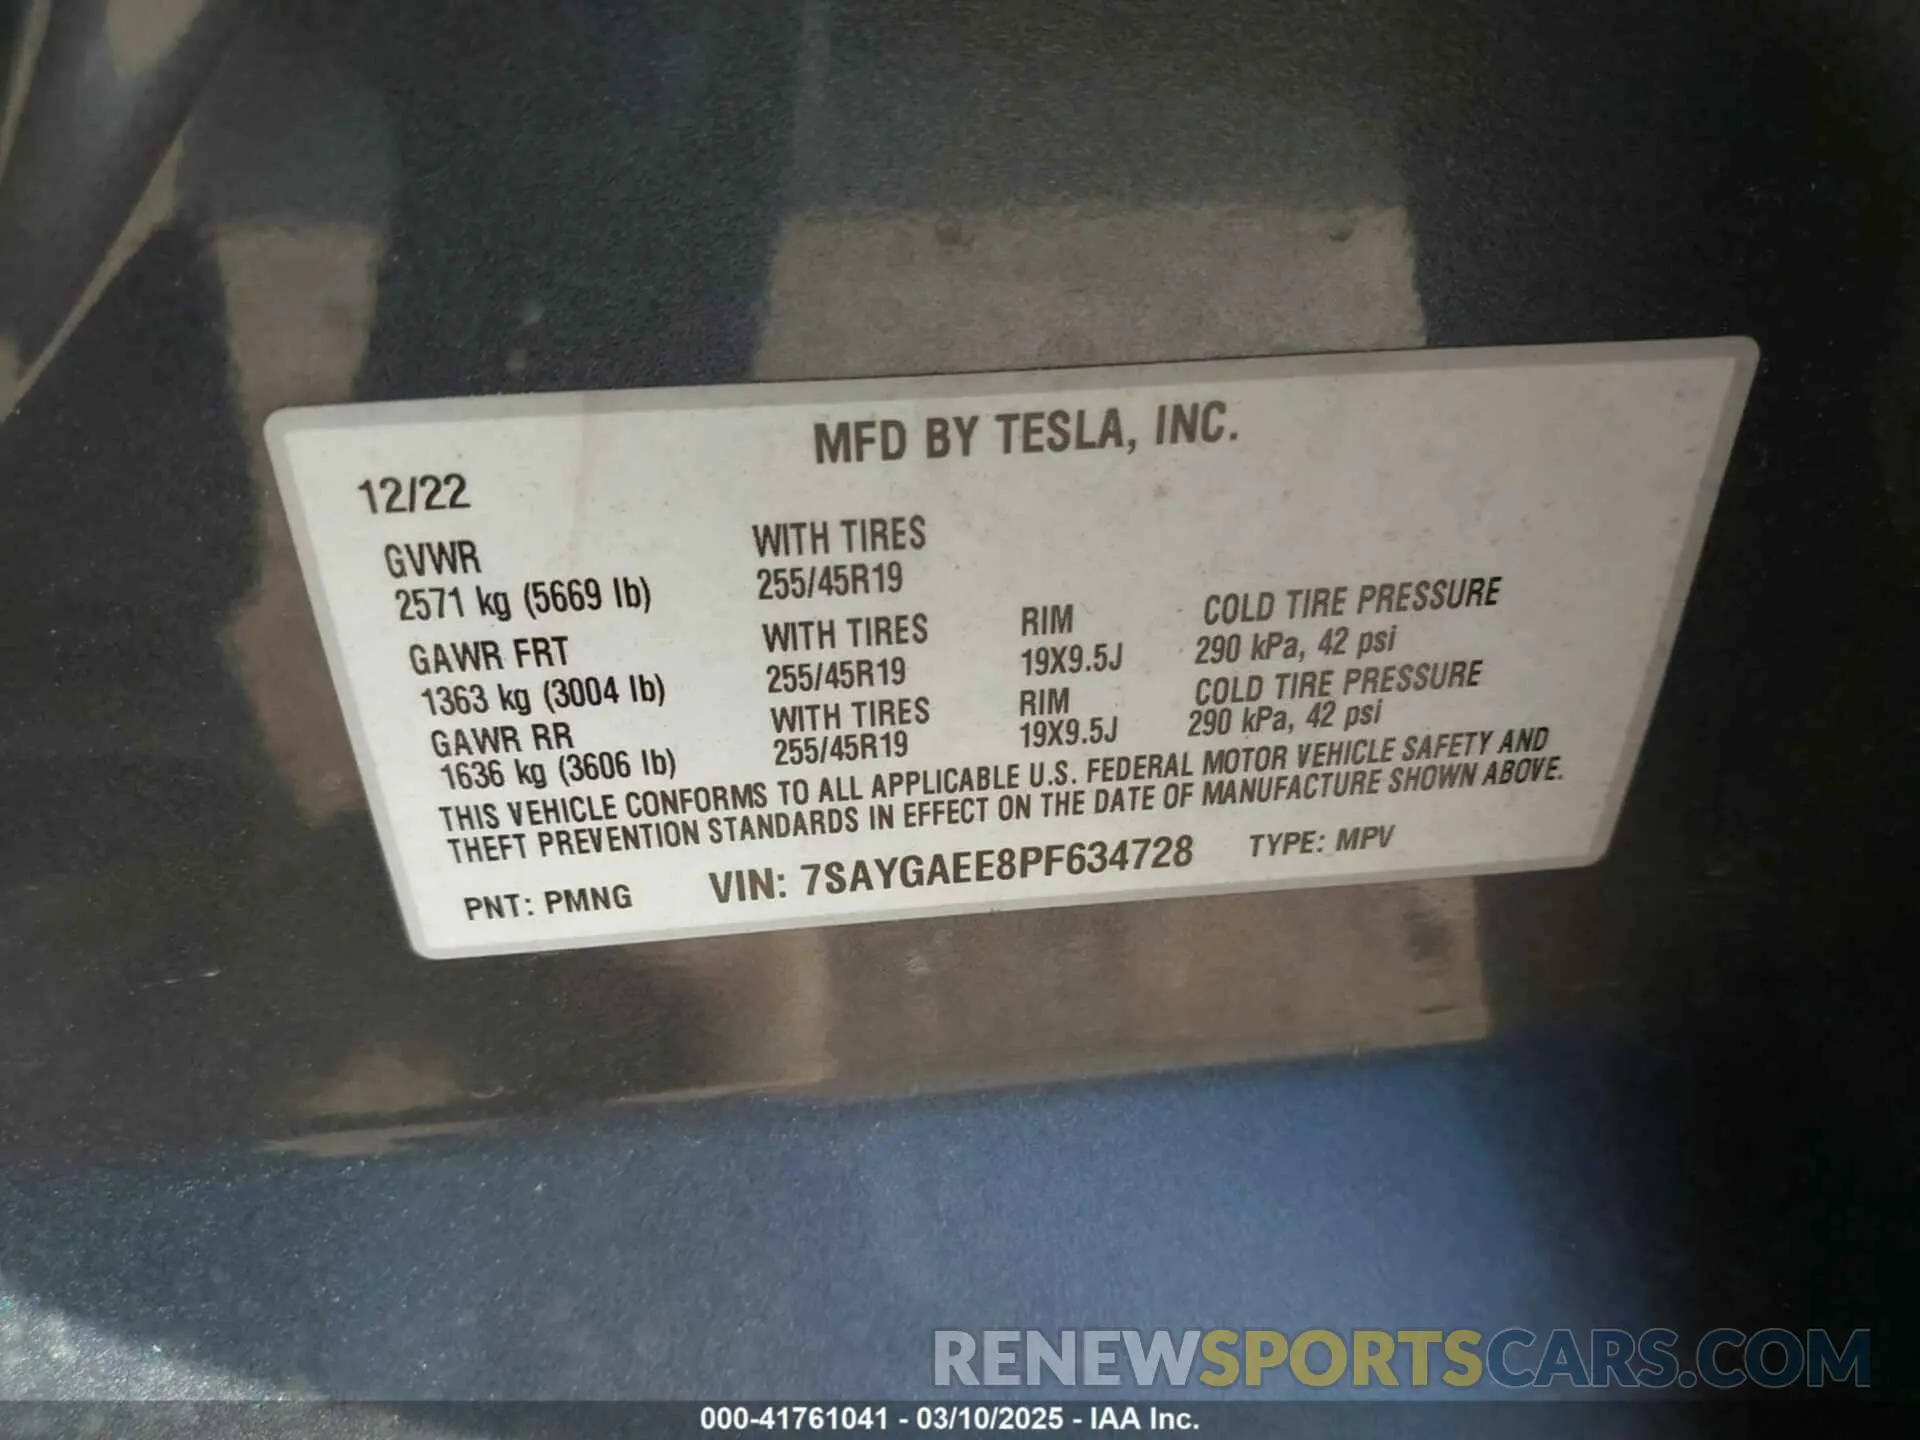 MFD BY TESLA, INC.
12/22
GVWR WITH TIRES
2571 kg (5669 lb) 255/45R19
GAWR FRT WITH TIRES RIM COLD TIRE PRESSURE
1363 kg (3004 lb) 255/45R19 19X9.5J 290 kPa, 42 psi
GAWR RR WITH TIRES RIM COLD TIRE PRESSURE
1636 kg (3606 lb) 255/45R19 19X9.5J 290 kPa, 42 psi
THIS VEHICLE CONFORMS TO ALL APPLICABLE U.S. FEDERAL MOTOR VEHICLE SAFETY AND
THEFT PREVENTION STANDARDS IN EFFECT ON THE DATE OF MANUFACTURE SHOWN ABOVE.
PNT: PMNG VIN: 7SAYGAEE8PF634728 TYPE: MPV
RENEWSPORTSCARS.COM
000-41761041 - 03/10/2025 - IAA Inc.